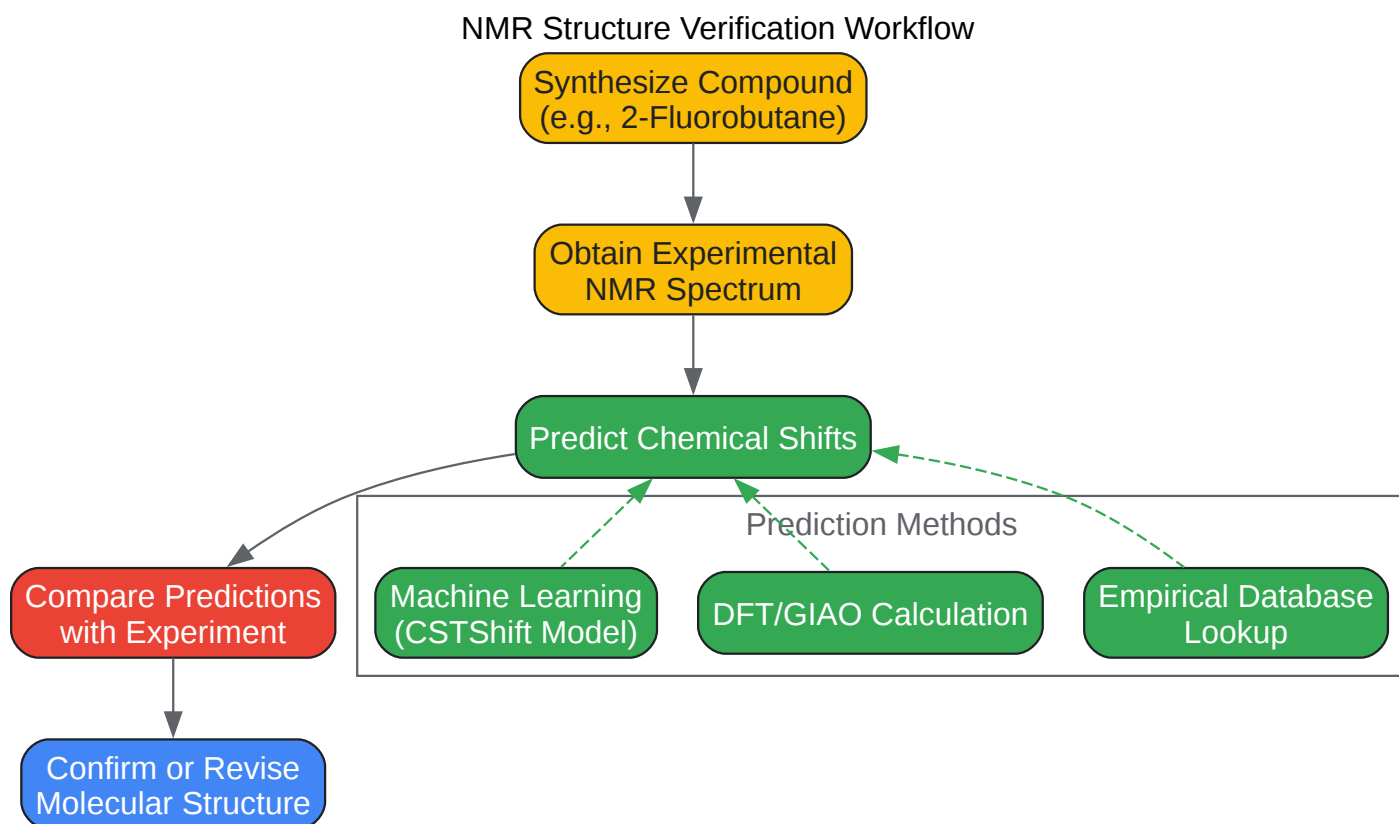 NMR Structure Verification Workflow
Synthesize Compound
(e.g., 2-Fluorobutane)
Obtain Experimental
NMR Spectrum
Predict Chemical Shifts
Prediction Methods
Compare Predictions
with Experiment
Machine Learning
(CSTShift Model)
DFT/GIAO Calculation
Empirical Database
Lookup
Confirm or Revise
Molecular Structure